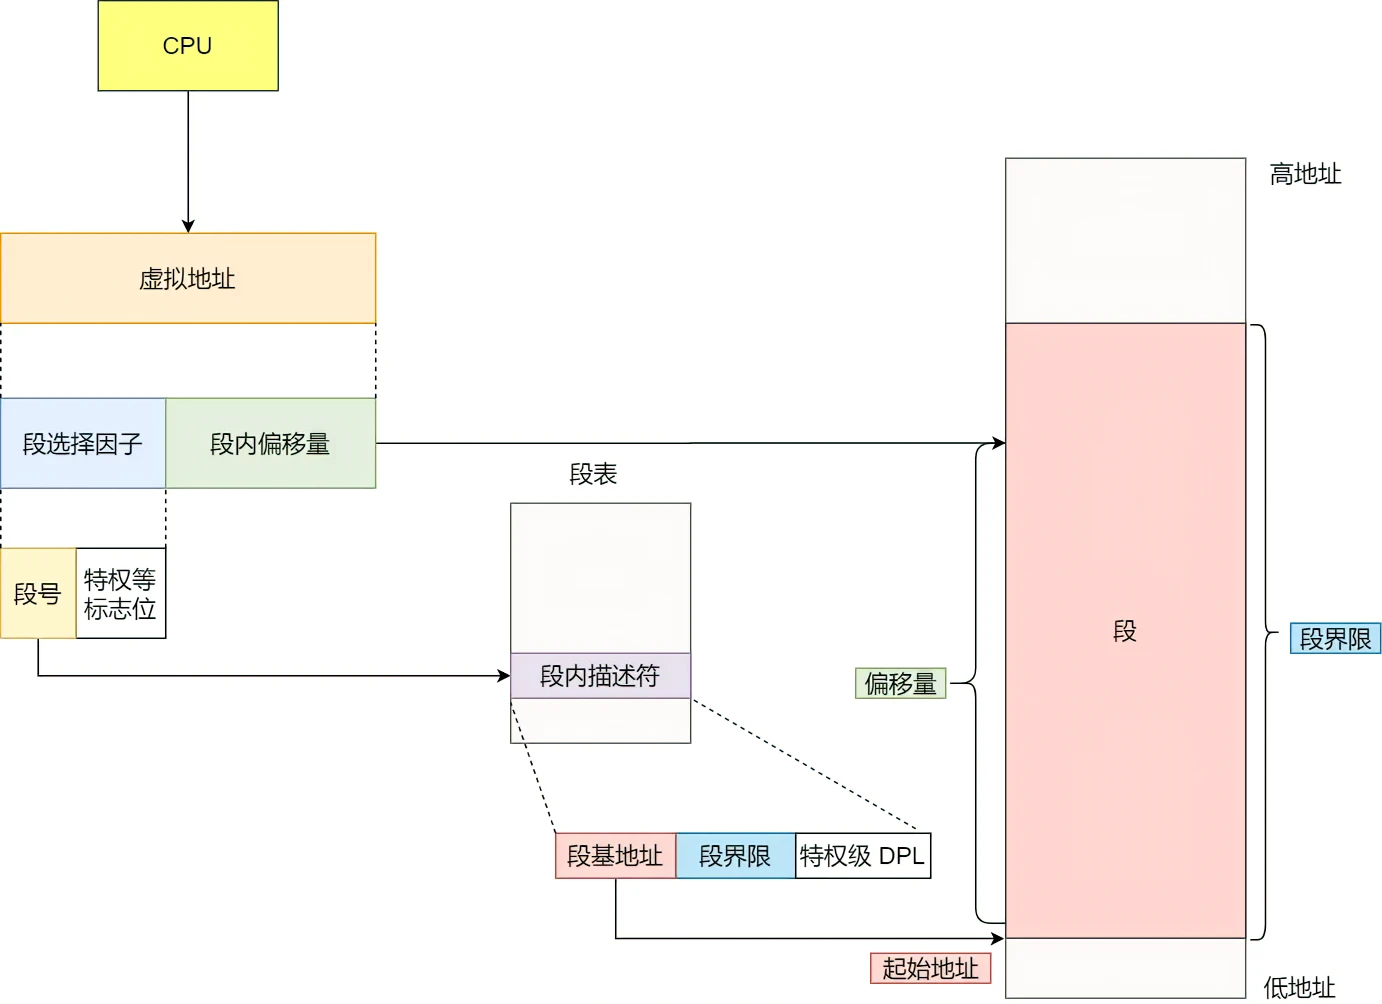 CPU
高地址
虚拟地址
段选择因子
段内偏移量
段表
段号
特权等
标志位
段
段界限
段内描述符
偏移量
段基地址
段界限
特权级 DPL
起始地址
低地址